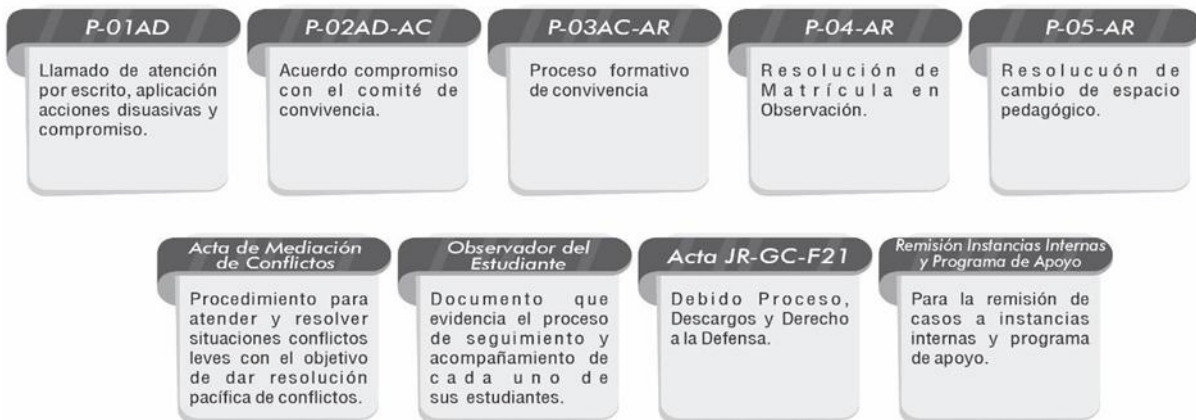 P-01AD
Llamado de atención
por escrito, aplicación
acciones disuasivas y
compromiso.
P-02AD-AC
Acuerdo compromiso
con el comité de
convivencia.
P-03AC-AR
Proceso formativo
de convivencia
P-04-AR
Resolución de
Matrícula en
Observación.
P-05-AR
Resolucuón de
cambio de espacio
pedagógico.
Acta de Mediación
de Conflictos
Procedimiento para
atender y resolver
situaciones conflictos
leves con el objetivo
de dar resolución
pacífica de conflictos.
Observador del
Estudiante
Documento que
evidencia el proceso
de seguimiento y
acompañamiento de
cada uno de
sus estudiantes.
Acta JR-GC-F21
Debido Proceso,
Descargos y Derecho
a la Defensa.
Remisión Instancias Internas
y Programa de Apoyo
Para la remisión de
casos a instancias
internas y programa
de apoyo.